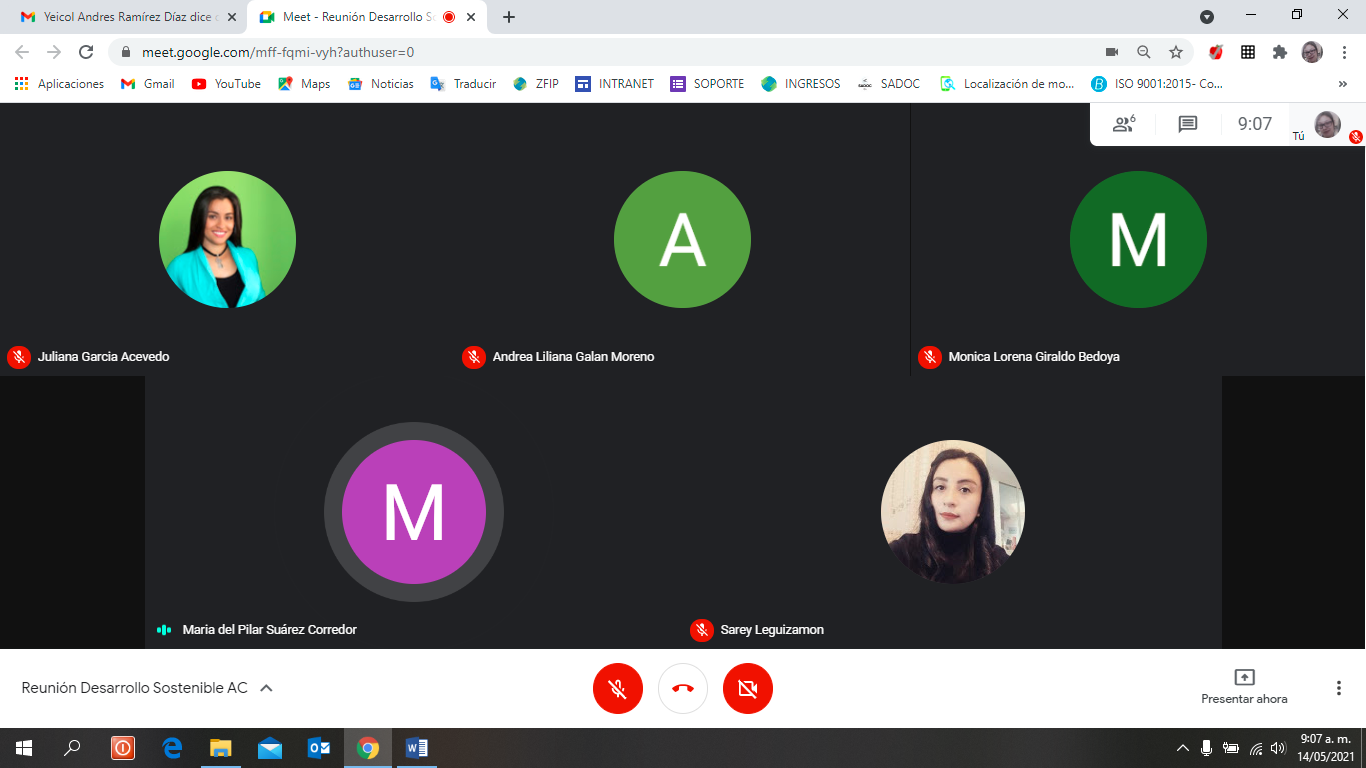 Yeicol Andres Ramírez Díaz dice
Meet - Reunión Desarrollo
meet.google.com/mff-fqmi-vyh?authuser=0
Aplicaciones Gmail YouTube Maps Noticias Traducir ZFIP INTRANET SOPORTE INGRESOS SADOC Localización de mo... ISO 9001:2015- Co...
6 9:07 Tú
A M
Juliana Garcia Acevedo Andrea Liliana Galan Moreno Monica Lorena Giraldo Bedoya
M
Maria del Pilar Suárez Corredor Sarey Leguizamon
Reunión Desarrollo Sostenible AC
Presentar ahora
9:07 a. m.
14/05/2021